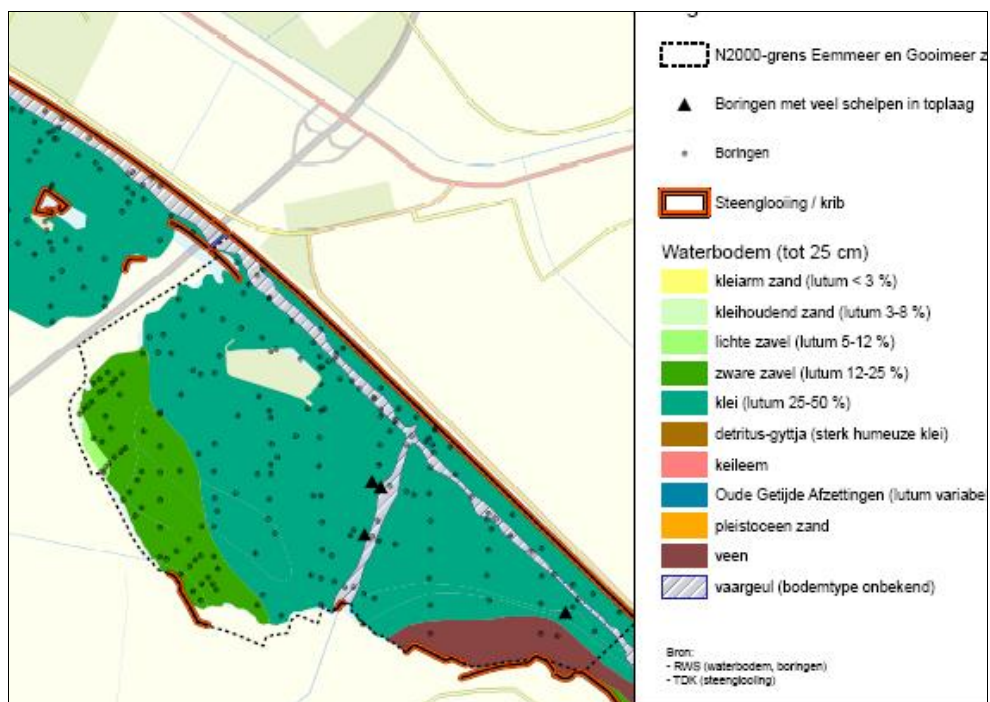 N2000-grens Eemmeer en Gooimeer z
Boringen met veel schelpen in toplaag
Boringen
Steenglooiing / krib
Waterbodem (tot 25 cm)
kleiarm zand (lutum < 3 %)
kleihoudend zand (lutum 3-8 %)
lichte zavel (lutum 5-12 %)
zware zavel (lutum 12-25 %)
klei (lutum 25-50 %)
detritus-gyttja (sterk humeuze klei)
keileem
Oude Getijde Afzettingen (lutum variabe
pleistoceen zand
veen
vaargeul (bodemtype onbekend)
Bron:
- RWS (waterbodem, boringen)
- TDK (steenglooiing)